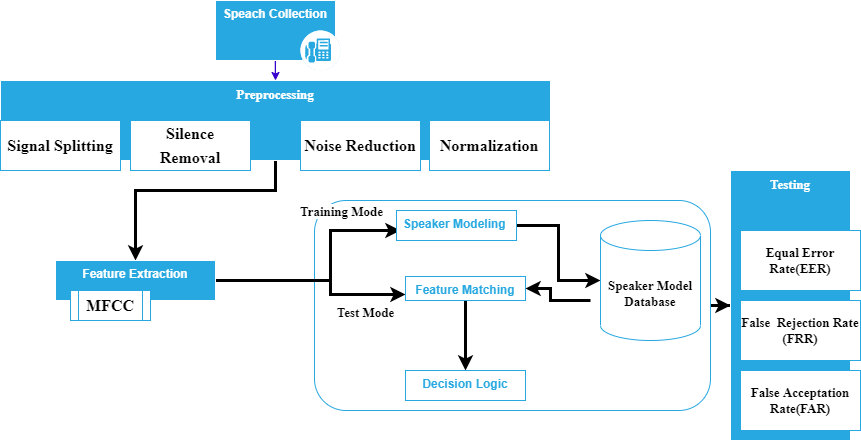 Speach Collection
Preprocessing
Signal Splitting
Silence
Removal
Noise Reduction
Normalization
Testing
Training Mode
Speaker Modeling
Equal Error
Rate(EER)
Feature Extraction
MFCC
Feature Matching
Speaker Model
Database
Test Mode
False Rejection Rate
(FRR)
Decision Logic
False Acceptation
Rate(FAR)